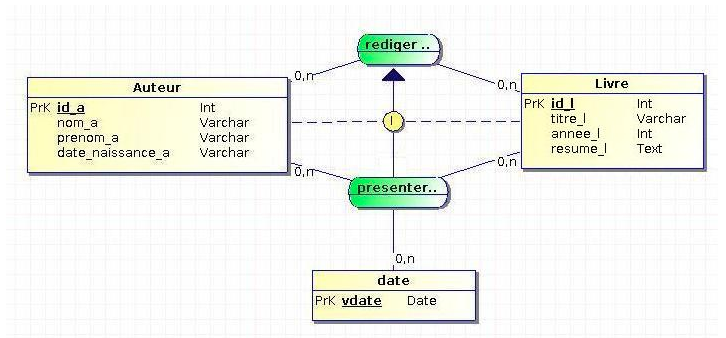 rediger ..
0,n
0,n
Auteur
PrK id_a Int
nom_a Varchar
prenom_a Varchar
date_naissance_a Varchar
Livre
PrK id_l Int
titre_l Varchar
annee_l Int
resume_l Text
I
0,n
0,n
presenter..
0,n
date
PrK vdate Date